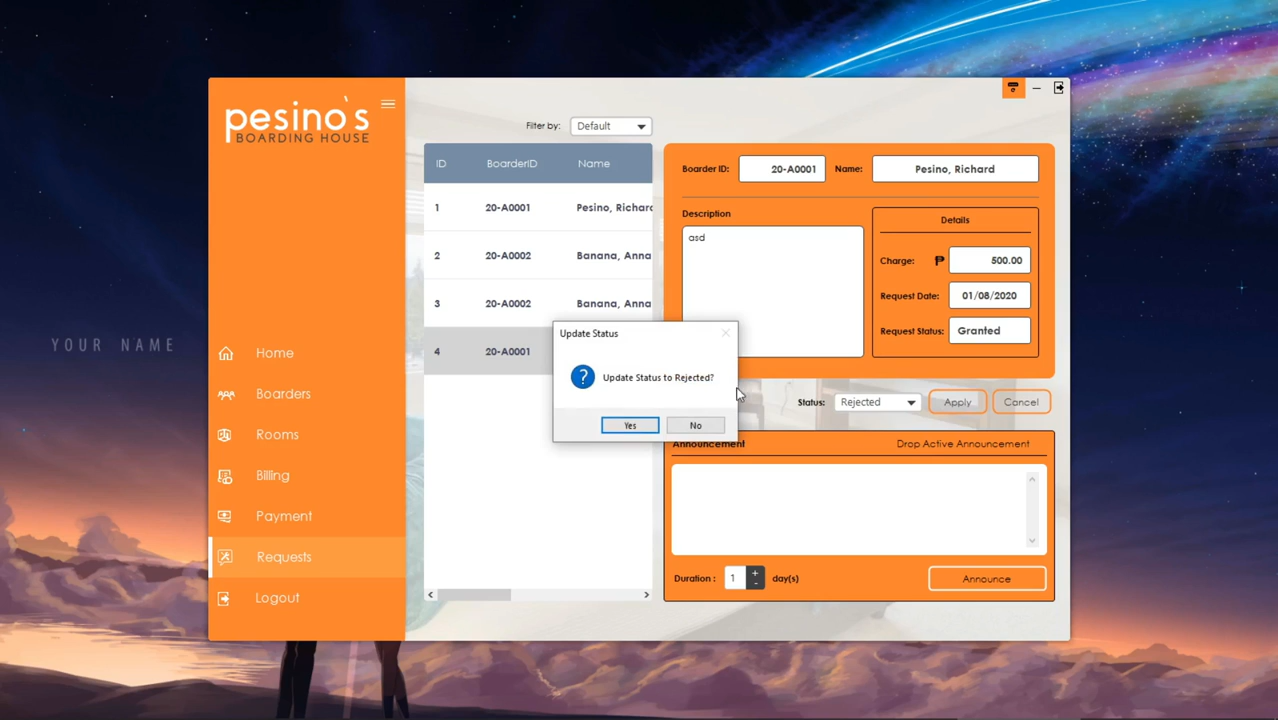 YOUR NAME
pesino's
BOARDING HOUSE
Home
Boarders
Rooms
Billing
Payment
Requests
Logout
Filter by: Default
ID BoarderID Name
1 20-A0001 Pesino, Richard
2 20-A0002 Banana, Anna
3 20-A0002 Banana, Anna
4 20-A0001
Boarder ID: 20-A0001 Name: Pesino, Richard
Description
asd
Details
Charge: ₱ 500.00
Request Date: 01/08/2020
Request Status: Granted
Update Status
? Update Status to Rejected?
Yes No
Status: Rejected Apply Cancel
Announcement Drop Active Announcement
Duration : 1 + - day(s)
Announce